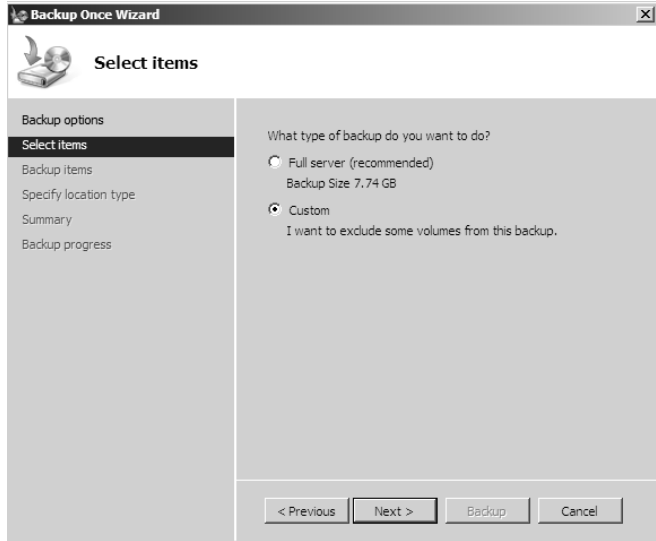 Backup Once Wizard
Select items
Backup options
Select items
Backup items
Specify location type
Summary
Backup progress
What type of backup do you want to do?
Full server (recommended)
Backup Size 7.74 GB
Custom
I want to exclude some volumes from this backup.
< Previous Next > Backup Cancel